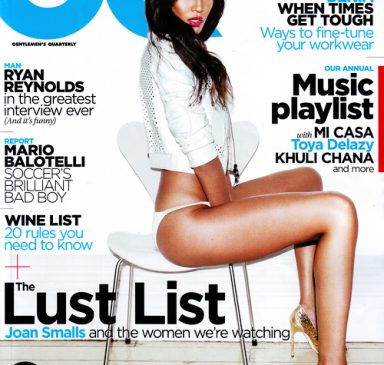 GQ
GENTLEMEN'S QUARTERLY
WHEN TIMES
GET TOUGH
Ways to fine-tune
your workwear
MAN
RYAN
REYNOLDS
in the greatest
interview ever
(And it's funny)
REPORT
MARIO
BALOTELLI
SOCCER'S
BRILLIANT
BAD BOY
WINE LIST
20 rules you
need to know
OUR ANNUAL
Music
playlist
with MI CASA
Toya Delazy
KHULI CHANA
and more
+
The
Lust List
Joan Smalls and the women we're watching